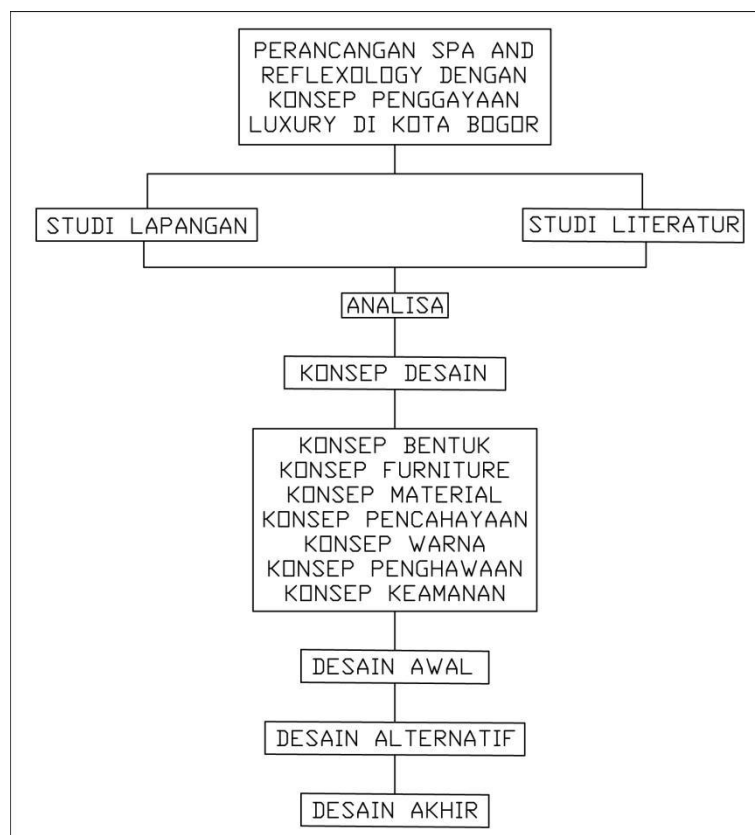 PERANCANGAN SPA AND
REFLEXOLOGY DENGAN
KONSEP PENGGAYAAN
LUXURY DI KOTA BOGOR
STUDI LAPANGAN
STUDI LITERATUR
ANALISA
KONSEP DESAIN
KONSEP BENTUK
KONSEP FURNITURE
KONSEP MATERIAL
KONSEP PENCAHAYAAN
KONSEP WARNA
KONSEP PENGHAWAAN
KONSEP KEAMANAN
DESAIN AWAL
DESAIN ALTERNATIF
DESAIN AKHIR